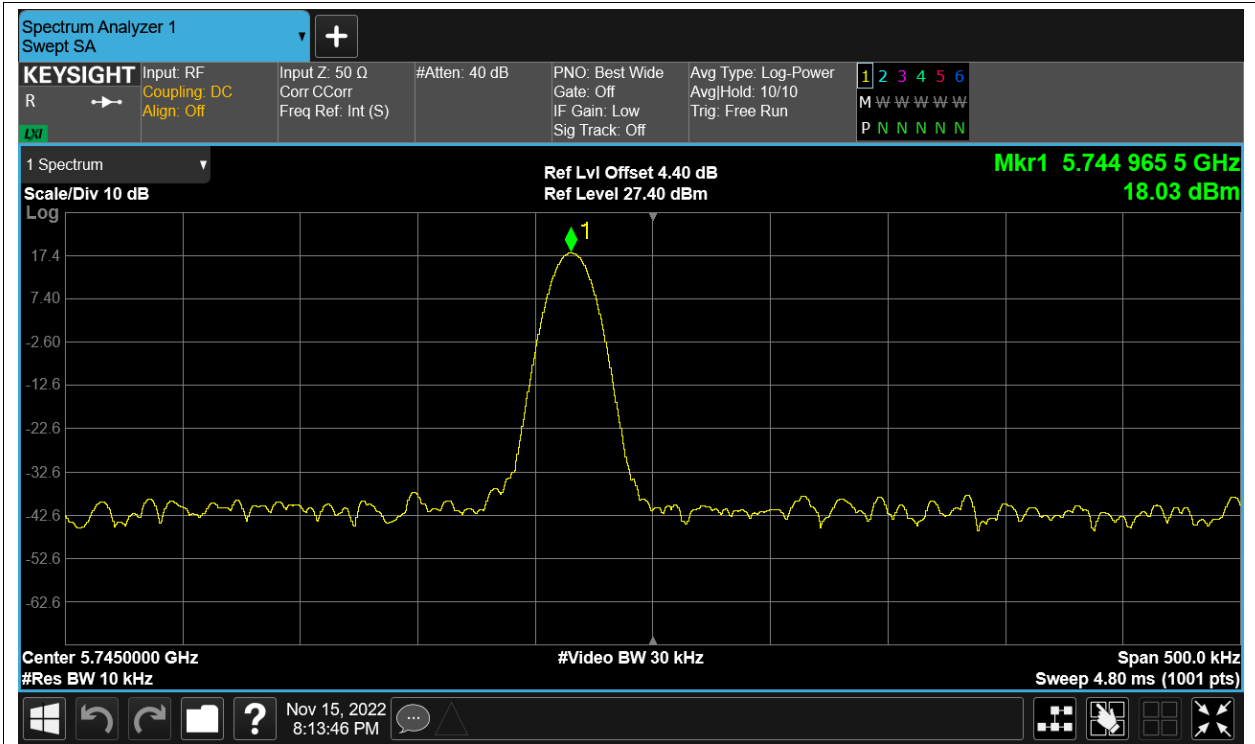 Spectrum Analyzer 1
Swept SA
KEYSIGHT
R
LXI
Input: RF
Coupling: DC
Align: Off
Input Z: 50 Ω
Corr CCorr
Freq Ref: Int (S)
#Atten: 40 dB
PNO: Best Wide
Gate: Off
IF Gain: Low
Sig Track: Off
Avg Type: Log-Power
Avg|Hold: 10/10
Trig: Free Run
1 2 3 4 5 6
M W W W W W
P N N N N N
1 Spectrum
Scale/Div 10 dB
Log
Ref Lvl Offset 4.40 dB
Ref Level 27.40 dBm
Mkr1 5.744 965 5 GHz
18.03 dBm
1
17.4
7.40
-2.60
-12.6
-22.6
-32.6
-42.6
-52.6
-62.6
Center 5.7450000 GHz
#Video BW 30 kHz
Span 500.0 kHz
#Res BW 10 kHz
Sweep 4.80 ms (1001 pts)
?
Nov 15, 2022
8:13:46 PM